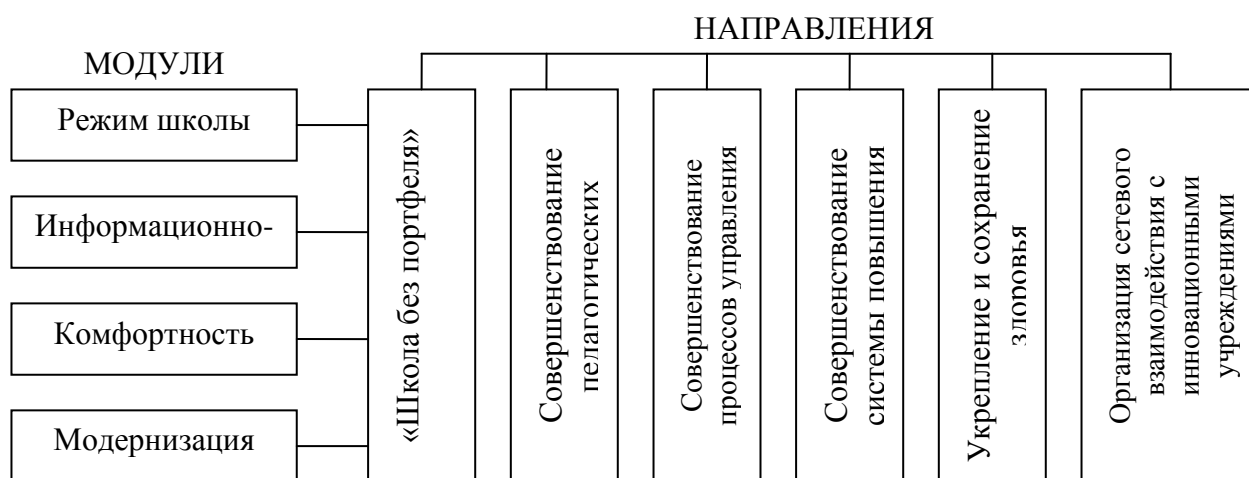 НАПРАВЛЕНИЯ
МОДУЛИ
Режим школы
Информационно-
Комфортность
Модернизация
«Школа без портфеля»
Совершенствование
педагогических
Совершенствование
процессов управления
Совершенствование
системы повышения
Укрепление и сохранение
здоровья
Организация сетевого
взаимодействия с
инновационными
учреждениями